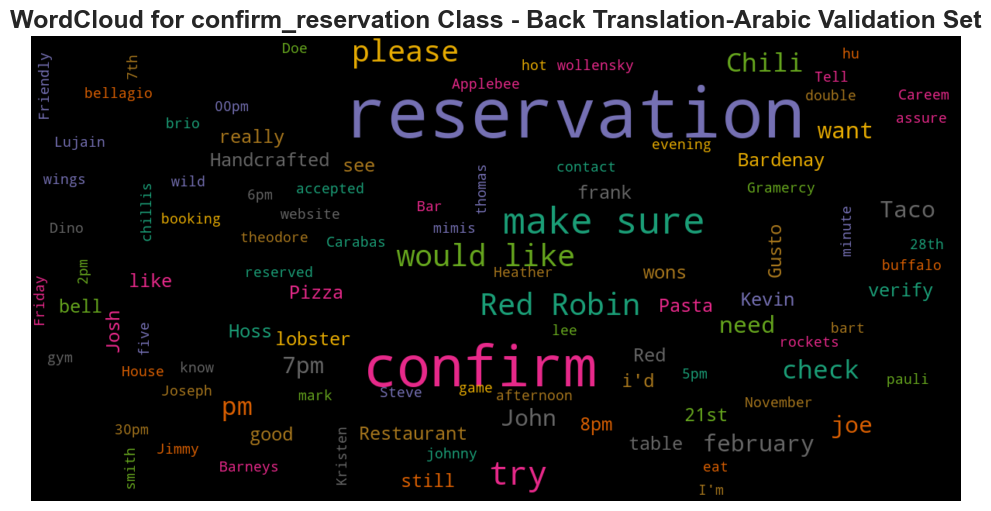 WordCloud for confirm_reservation Class - Back Translation-Arabic Validation Set
Doe
please
hot
wollensky
Chili
hu
Friendly
7th
bellagio
Applebee
Tell
double
Careem
00pm
reservation
assure
brio
really
want
Lujain
evening
Handcrafted
see
Bardenay
contact
wings
wild
accepted
thomas
frank
Gramercy
6pm
chillis
booking
website
Bar
make sure
Taco
Dino
mimis
minute
theodore
Carabas
would like
Gusto
28th
reserved
Heather
wons
buffalo
2pm
like
Pizza
verify
Friday
bell
Red Robin
Pasta
Kevin
Josh
Hoss
lobster
lee
need
bart
five
rockets
gym
know
7pm
confirm
Red
House
i'd
5pm
check
pauli
Joseph
mark
Steve
game
afternoon
pm
John
8pm
21st
November
joe
30pm
good
Restaurant
table
february
Jimmy
johnny
smith
Barneys
Kristen
still
try
eat
I'm